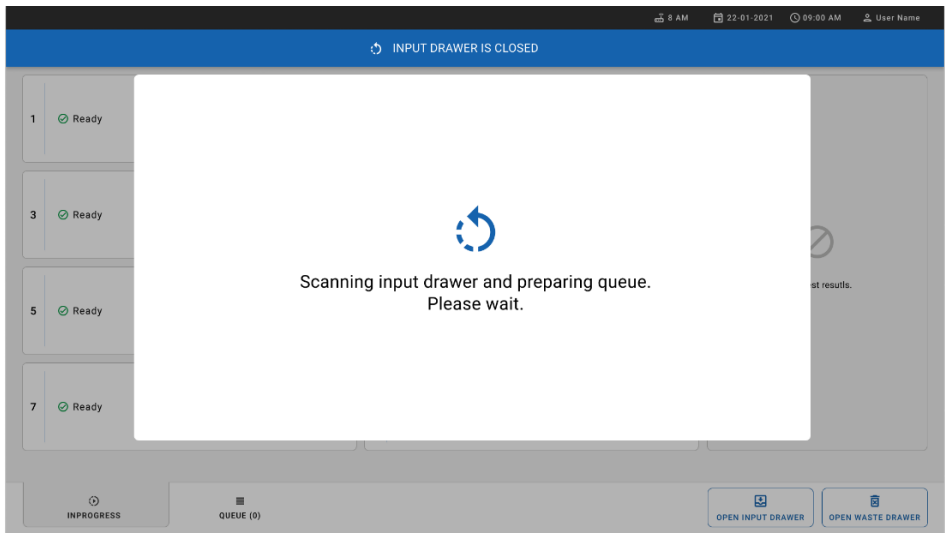 8 AM
22-01-2021
09:00 AM
User Name
INPUT DRAWER IS CLOSED
1
Ready
3
Ready
Scanning input drawer and preparing queue.
Please wait.
resutls.
5
Ready
7
Ready
INPROGRESS
QUEUE (0)
OPEN INPUT DRAWER
OPEN WASTE DRAWER